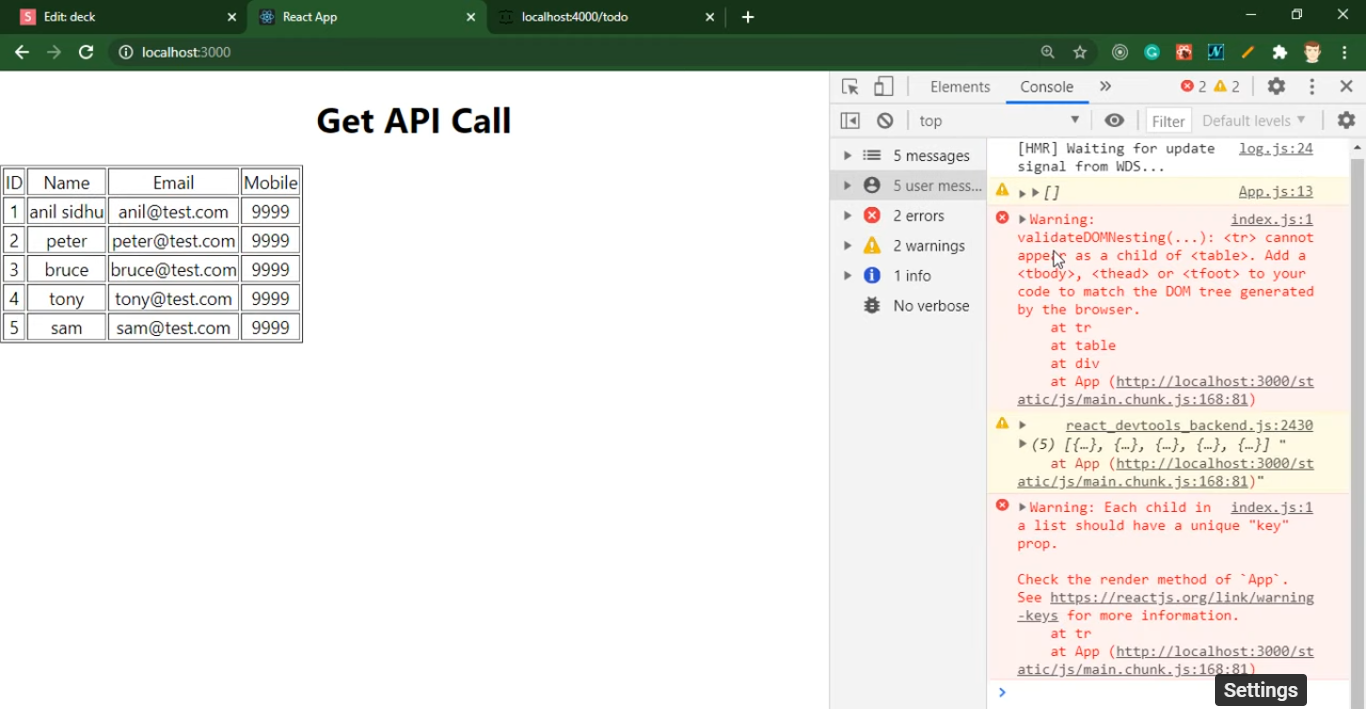 Edit: deck
React App
localhost:4000/todo
localhost:3000
Get API Call
ID Name Email Mobile
1 anil sidhu anil@test.com 9999
2 peter peter@test.com 9999
3 bruce bruce@test.com 9999
4 tony tony@test.com 9999
5 sam sam@test.com 9999
Elements Console 2 2
top Filter Default levels
5 messages
5 user mess...
2 errors
2 warnings
1 info
No verbose
[HMR] Waiting for update log.js:24
signal from WDS...
[] App.js:13
Warning: index.js:1
validateDOMNesting(...): <tr> cannot
appear as a child of <table>. Add a
<tbody>, <thead> or <tfoot> to your
code to match the DOM tree generated
by the browser.
at tr
at table
at div
at App (http://localhost:3000/st
atic/js/main.chunk.js:168:81)
react_devtools_backend.js:2430
(5) [{…}, {…}, {…}, {…}, {…}] "
at App (http://localhost:3000/st
atic/js/main.chunk.js:168:81)"
Warning: Each child in index.js:1
a list should have a unique "key"
prop.
Check the render method of `App`.
See https://reactjs.org/link/warning
-keys for more information.
at tr
at App (http://localhost:3000/st
atic/js/main.chunk.js:168:81)
Settings